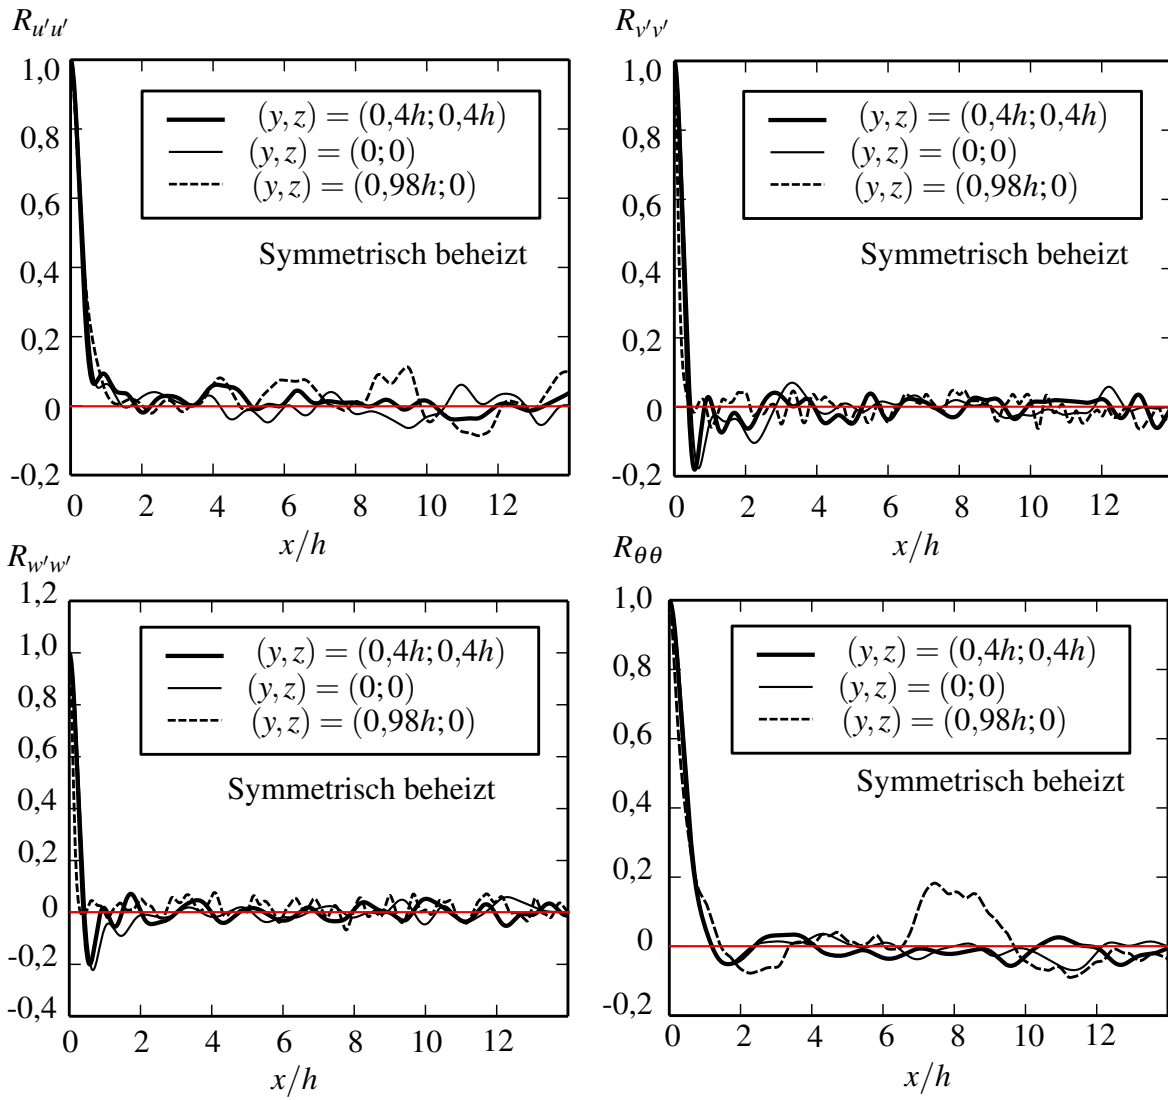 R_{u'u'}
1,0
0,8
0,6
0,4
0,2
0
-0,2
0 2 4 6 8 10 12
x/h
(y,z) = (0,4h;0,4h)
(y,z) = (0;0)
(y,z) = (0,98h;0)
Symmetrisch beheizt
R_{v'v'}
1,0
0,8
0,6
0,4
0,2
0
-0,2
0 2 4 6 8 10 12
x/h
(y,z) = (0,4h;0,4h)
(y,z) = (0;0)
(y,z) = (0,98h;0)
Symmetrisch beheizt
R_{w'w'}
1,2
1,0
0,8
0,6
0,4
0,2
0
-0,2
-0,4
0 2 4 6 8 10 12
x/h
(y,z) = (0,4h;0,4h)
(y,z) = (0;0)
(y,z) = (0,98h;0)
Symmetrisch beheizt
R_{θθ}
1,0
0,8
0,6
0,4
0,2
0
-0,2
0 2 4 6 8 10 12
x/h
(y,z) = (0,4h;0,4h)
(y,z) = (0;0)
(y,z) = (0,98h;0)
Symmetrisch beheizt